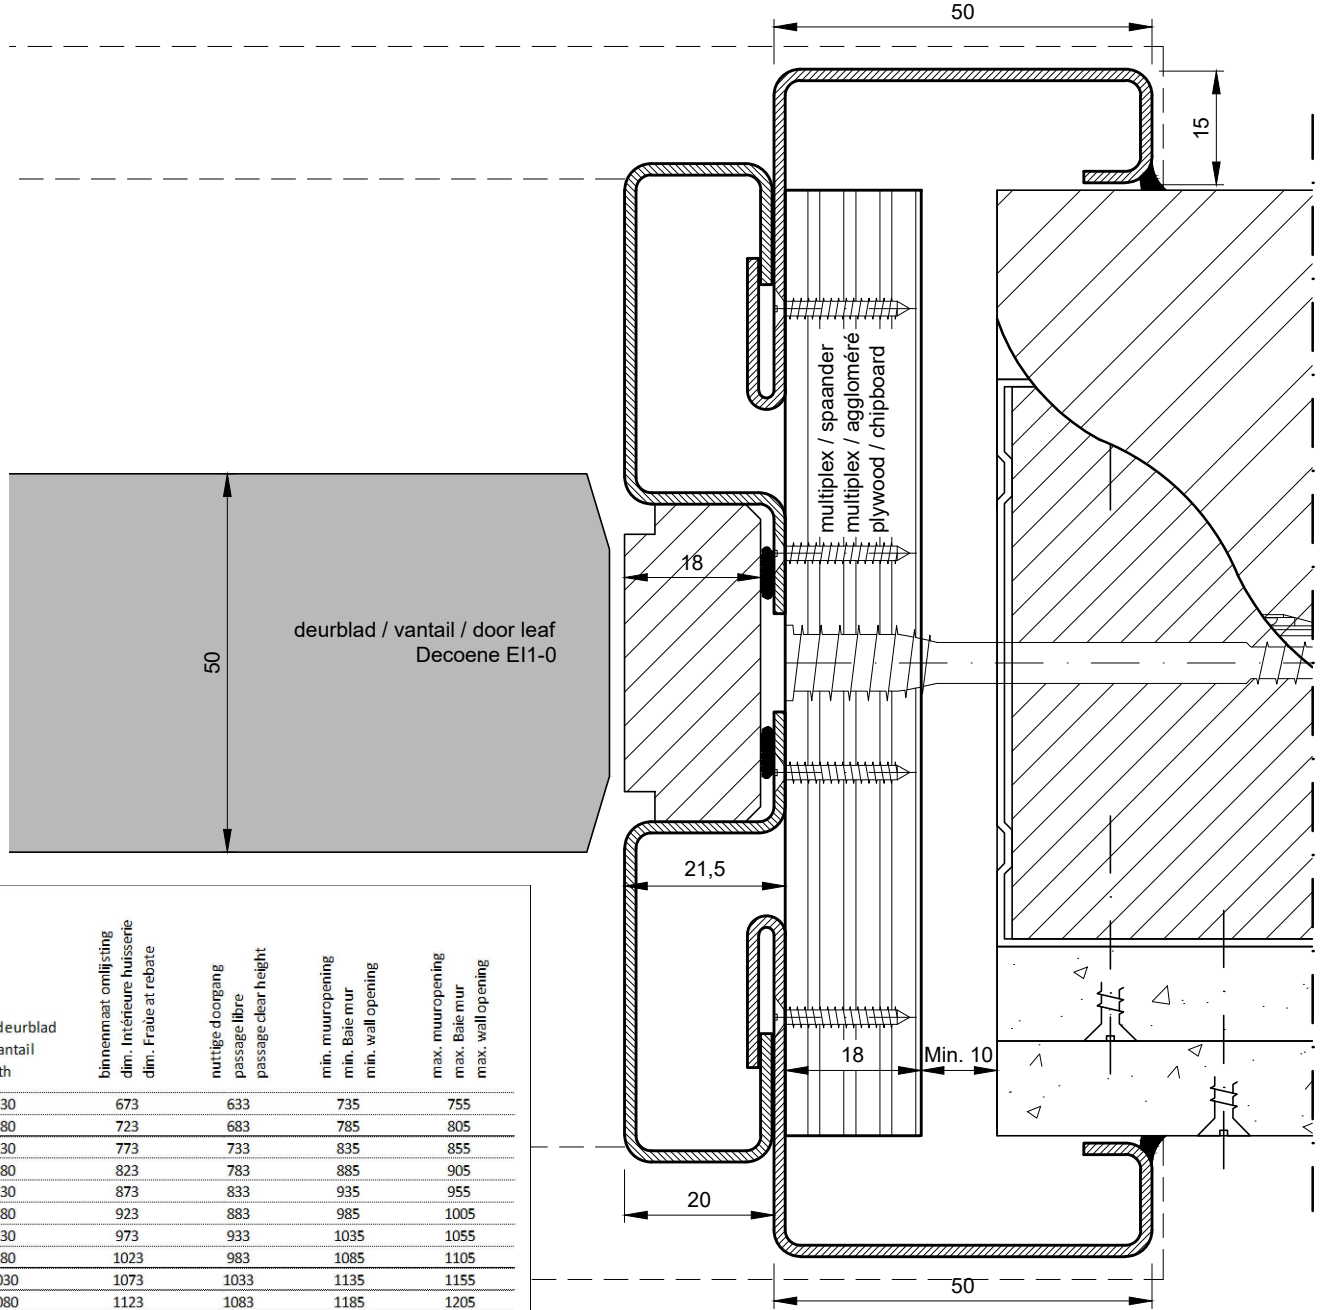 50
15
multiplex / spaander
multiplex / aggloméré
plywood / chipboard
18
deurblad / vantail / door leaf
Decoene EI1-0
50
21,5
18
Min. 10
20
50
deurblad
antail
th
binnenmaat omlijsting
dim. Intérieure huisserie
dim. Fraùe at rebate
nuttige doorgang
passage libre
passage clear height
min. muuropening
min. Baie mur
min. wall opening
max. muuropening
max. Baie mur
max. wall opening
30 673 633 735 755
80 723 683 785 805
30 773 733 835 855
80 823 783 885 905
30 873 833 935 955
80 923 883 985 1005
30 973 933 1035 1055
80 1023 983 1085 1105
030 1073 1033 1135 1155
080 1123 1083 1185 1205